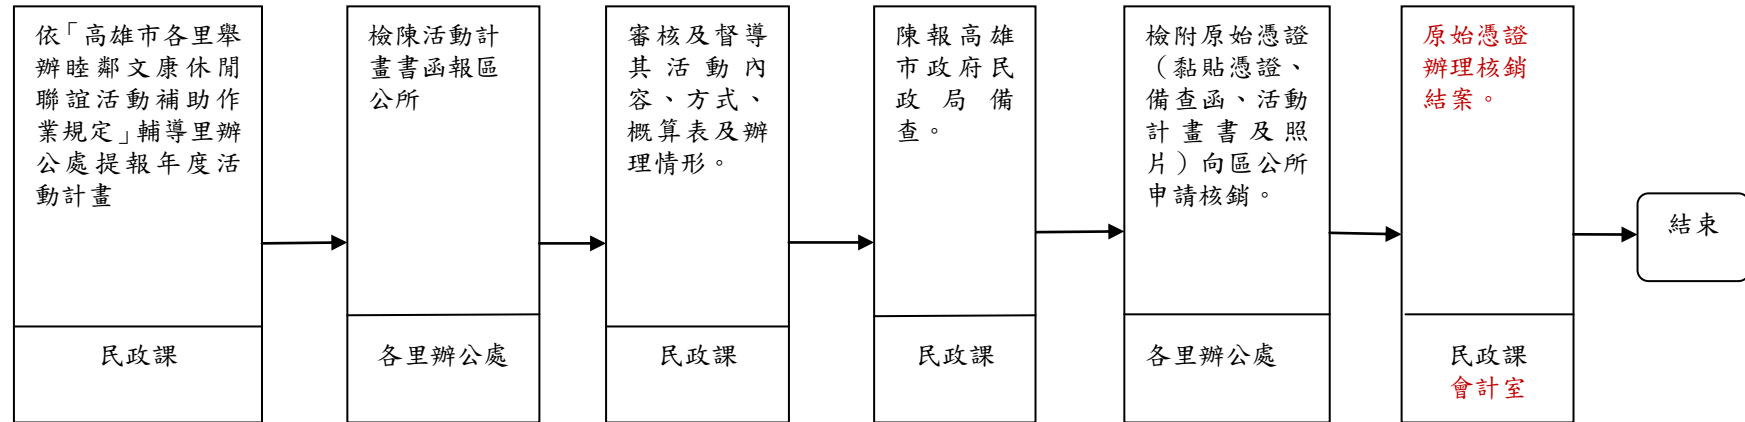 依「高雄市各里舉
辦睦鄰文康休閒
聯誼活動補助作
業規定」輔導里辦
公處提報年度活
動計畫
民政課
檢陳活動計
畫書函報區
公所
各里辦公處
審核及督導
其活動內
容、方式、
概算表及辦
理情形。
民政課
陳報高雄
市政府民
政局備
查。
民政課
檢附原始憑證
（黏貼憑證、
備查函、活動
計畫書及照
片）向區公所
申請核銷。
各里辦公處
原始憑證
辦理核銷
結案。
民政課
會計室
結束